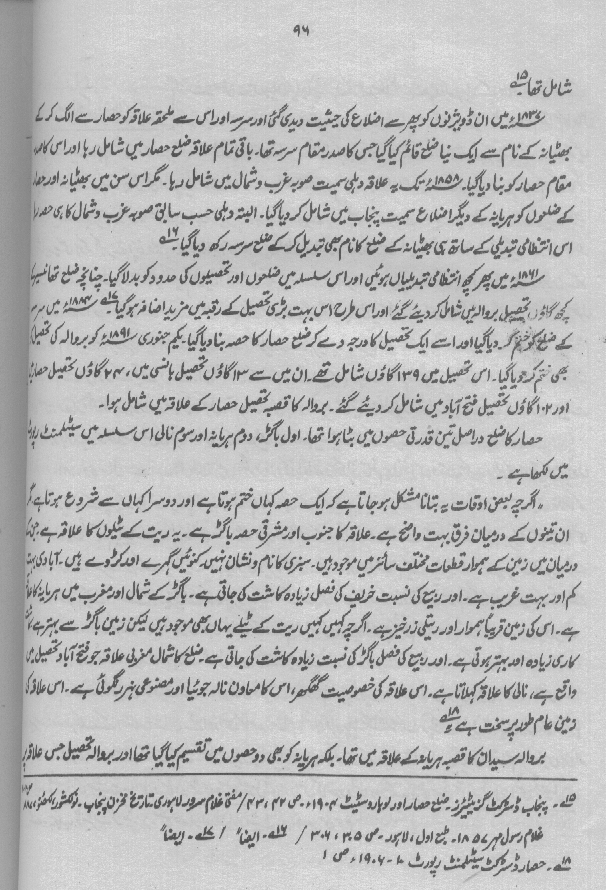 ۹۶
شامل تھا۔ ۱۵؎
۱۸۳۷ء میں ان ڈویژنوں کو پھر سے اضلاع کی حیثیت دیدی گئی اور سرسہ اور اس سے ملحقہ علاقہ کو حصار سے الگ کر کے
بھٹیانہ کے نام سے ایک نیا ضلع قائم کیا گیا جس کا صدر مقام سرسہ تھا۔ باقی تمام علاقہ ضلع حصار میں شامل رہا اور اس کا صدر
مقام حصار کو بنا دیا گیا۔ ۱۸۵۸ء تک یہ علاقہ دہلی سمیت صوبہ غرب و شمال میں شامل رہا۔ مگر اس سن میں بھٹیانہ اور حصار
کے ضلعوں کو ہریانہ کے دیگر اضلاع سمیت پنجاب میں شامل کر دیا گیا۔ البتہ دہلی حسب سابق صوبہ غرب و شمال کا ہی حصہ رہا
اس انتظامی تبدیلی کے ساتھ ہی بھٹیانہ کے ضلع کا نام بھی تبدیل کر کے ضلع سرسہ رکھ دیا گیا۔ ۱۶؎
۱۸۶۱ء میں پھر کچھ انتظامی تبدیلیاں ہوئیں اور اس سلسلہ میں ضلعوں اور تحصیلوں کی حدود کو بدلا گیا۔ چنانچہ ضلع تھانیسر کے
کچھ گاؤں تحصیل بروالہ میں شامل کر دیئے گئے اور اس طرح اس بہت بڑی تحصیل کے رقبہ میں مزید اضافہ ہو گیا۔ ۱۷؎ ۱۸۸۴ء میں سرسہ
کے ضلع کو ختم کر دیا گیا اور اسے ایک تحصیل کا درجہ دے کر ضلع حصار کا حصہ بنا دیا گیا۔ یکم جنوری ۱۸۹۱ء کو بروالہ کی تحصیل
بھی ختم کر دیا گیا۔ اس تحصیل میں ۱۳۹ گاؤں شامل تھے۔ ان میں سے ۱۳ گاؤں تحصیل ہانسی میں، ۲۴ گاؤں تحصیل حصار میں
اور ۱۰۲ گاؤں تحصیل فتح آباد میں شامل کر دیئے گئے۔ بروالہ کا قصبہ تحصیل حصار کے علاقہ میں شامل ہوا۔
حصار کا ضلع دراصل تین قدرتی حصوں میں بٹا ہوا تھا۔ اول باگڑ، دوم ہریانہ اور سوم نالی اس سلسلہ میں سیٹلمنٹ رپورٹ
میں لکھا ہے۔
"اگرچہ بعض اوقات یہ بتانا مشکل ہو جاتا ہے کہ ایک حصہ کہاں ختم ہوتا ہے اور دوسرا کہاں سے شروع ہوتا ہے مگر
ان تینوں کے درمیان فرق بہت واضح ہے۔ علاقہ کا جنوب اور مشرقی حصہ باگڑ ہے۔ یہ ریت کے ٹیلوں کا علاقہ ہے جن کے
درمیان میں زمین کے ہموار قطعات مختلف سائز میں موجود ہیں۔ سبزی کا نام و نشان نہیں کنوئیں گہرے اور کڑوے ہیں۔ آبادی بہت
کم اور بہت غریب ہے۔ اور ربیع کی نسبت خریف کی فصل زیادہ کاشت کی جاتی ہے۔ باگڑ کے شمال اور مغرب میں ہریانہ کا علاقہ
ہے۔ اس کی زمین قریباً ہموار اور ریتلی زرخیز ہے۔ اگرچہ کہیں کہیں ریت کے ٹیلے یہاں بھی موجود ہیں لیکن زمین باگڑ سے بہتر ہے،
کاری زیادہ اور بہتر ہوتی ہے۔ اور ربیع کی فصل باگڑ کی نسبت زیادہ کاشت کی جاتی ہے۔ ضلع کا شمال مغربی علاقہ جو فتح آباد تحصیل میں
واقع ہے، نالی کا علاقہ کہلاتا ہے۔ اس علاقہ کی خصوصیت گھگھر، اس کا معاون نالہ جوئیا اور مصنوعی نہر رنگوئی ہے۔ اس علاقہ کی
زمین عام طور پر سخت ہے۔ ۱۸؎
بروالہ سیدان کا قصبہ ہریانہ کے علاقہ میں تھا۔ بلکہ ہریانہ کو بھی دو حصوں میں تقسیم کیا گیا تھا اور بروالہ تحصیل جس علاقہ پر
۱۵؎۔ پنجاب ڈسٹرکٹ گزیٹیئرز۔ ضلع حصار اور لوہارو سٹیٹ ۱۹۰۴ء ص ۴۲، ۴۳/ مفتی غلام سرور لاہوری تاریخ مخزن پنجاب۔ نولکشور، لکھنؤ،
غلام رسول مہر ۱۸۵۷۔ طبع اول، لاہور۔ ص ۳۰۵، ۳۰۶ / ۱۶؎۔ ایضاً / ۱۷؎۔ ایضاً
۱۸؎۔ حصار ڈسٹرکٹ سیٹلمنٹ رپورٹ ۱۹۰۶-۱۰ء ص ۱